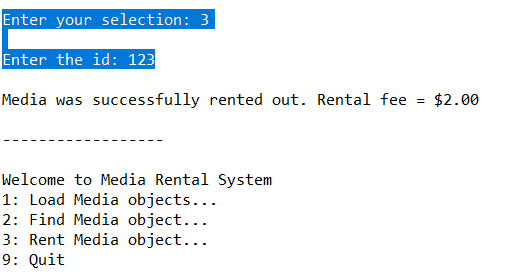 Enter your selection: 3
Enter the id: 123
Media was successfully rented out. Rental fee = $2.00
------------------
Welcome to Media Rental System
1: Load Media objects...
2: Find Media object...
3: Rent Media object...
9: Quit